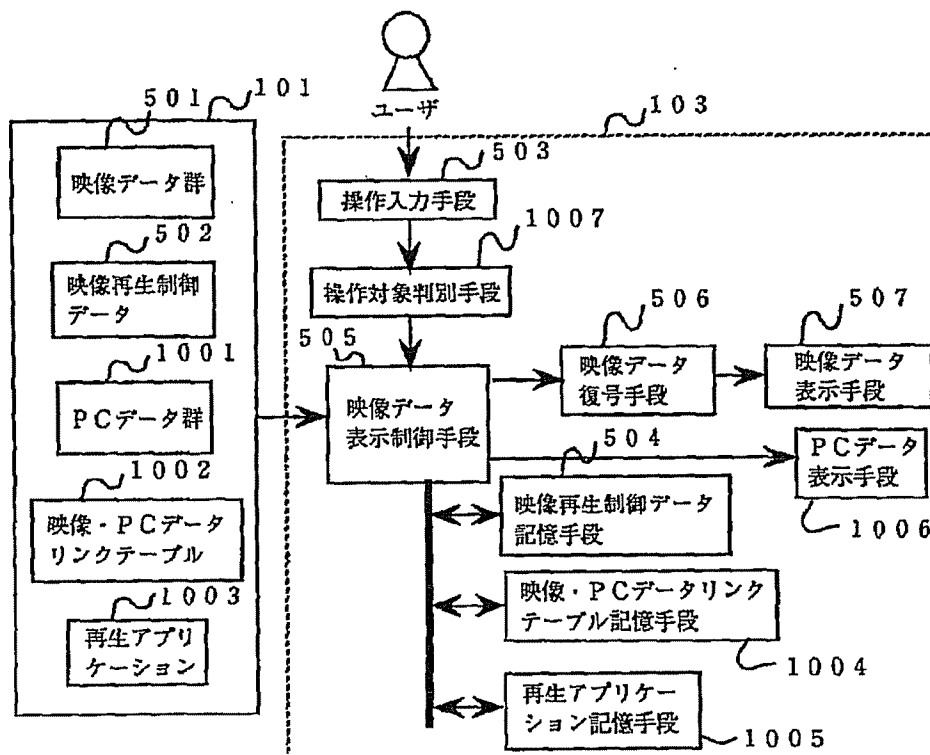 ユーザ
101
501
映像データ群
502
映像再生制御
データ
1001
PCデータ群
1002
映像・PCデータ
リンクテーブル
1003
再生アプリ
ケーション
103
503
操作入力手段
1007
操作対象判別手段
505
映像データ
表示制御手段
506
映像データ
復号手段
507
映像データ
表示手段
504
映像再生制御データ
記憶手段
PCデータ
表示手段
1006
映像・PCデータリンク
テーブル記憶手段
1004
再生アプリケー
ション記憶手段
1005